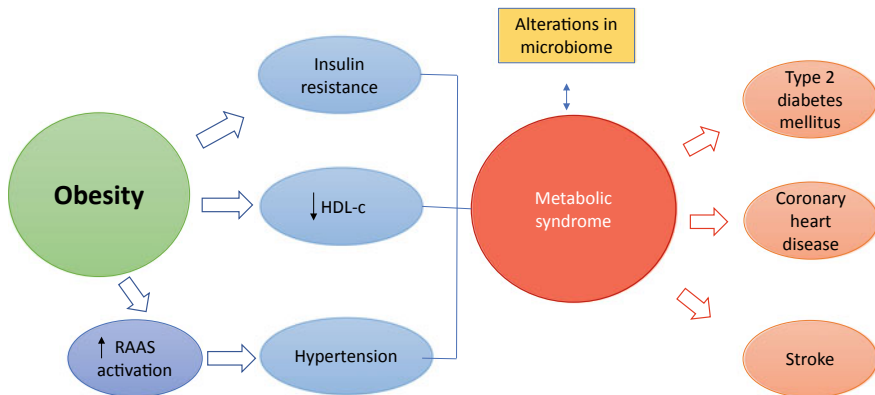 Alterations in
microbiome
Insulin
resistance
Type 2
diabetes
mellitus
Obesity
↓ HDL-c
Metabolic
syndrome
Coronary
heart
disease
↑ RAAS
activation
Hypertension
Stroke